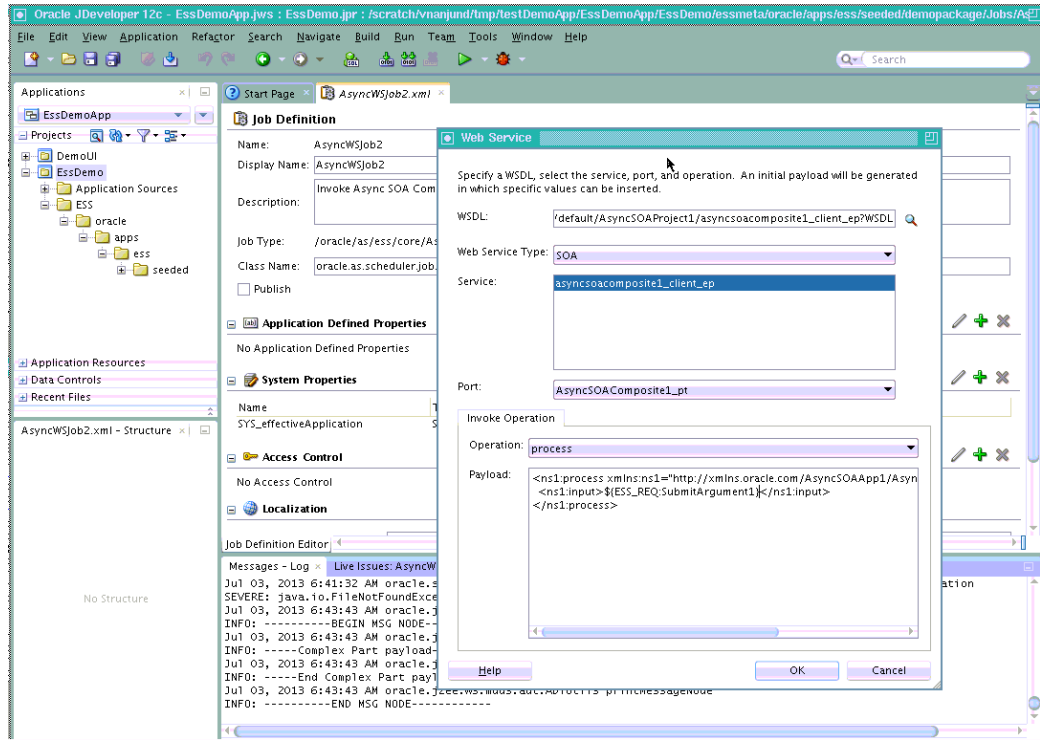 Oracle JDeveloper 12c - EssDemoApp.jws : EssDemo.jpr : /scratch/vnanjund/tmp/testDemoApp/EssDemoApp/EssDemo/essmeta/oracle/apps/ess/seeded/demopackage/Jobs/As
File Edit View Application Refactor Search Navigate Build Run Team Tools Window Help
Search
Applications
EssDemoApp
Projects
DemoUI
EssDemo
Application Sources
ESS
oracle
apps
ess
seeded
Application Resources
Data Controls
Recent Files
AsyncWSJob2.xml - Structure
No Structure
Start Page
AsyncWSJob2.xml
Job Definition
Name: AsyncWSJob2
Display Name: AsyncWSJob2
Description: Invoke Async SOA Com
Job Type: /oracle/as/ess/core/As
Class Name: oracle.as.scheduler.job.
Publish
Application Defined Properties
No Application Defined Properties
System Properties
Name
SYS_effectiveApplication S
Access Control
No Access Control
Localization
Job Definition Editor
Messages - Log
Live Issues: AsyncW
Jul 03, 2013 6:41:32 AM oracle.s ation
SEVERE: java.io.FileNotFoundExce
Jul 03, 2013 6:43:43 AM oracle.j
INFO: ----------BEGIN MSG NODE--
Jul 03, 2013 6:43:43 AM oracle.j
INFO: -----Complex Part payload-
Jul 03, 2013 6:43:43 AM oracle.j
INFO: -----End Complex Part payl
Jul 03, 2013 6:43:43 AM
INFO: ----------END MSG NODE------------
Web Service
Specify a WSDL, select the service, port, and operation. An initial payload will be generated
in which specific values can be inserted.
WSDL: /default/AsyncSOAProject1/asyncsoacomposite1_client_ep?WSDL
Web Service Type: SOA
Service: asyncsoacomposite1_client_ep
Port: AsyncSOAComposite1_pt
Invoke Operation
Operation: process
Payload: <ns1:process xmlns:ns1="http://xmlns.oracle.com/AsyncSOAApp1/Asyn
<ns1:input>${ESS_REQ:SubmitArgument1}</ns1:input>
</ns1:process>
Help
OK
Cancel